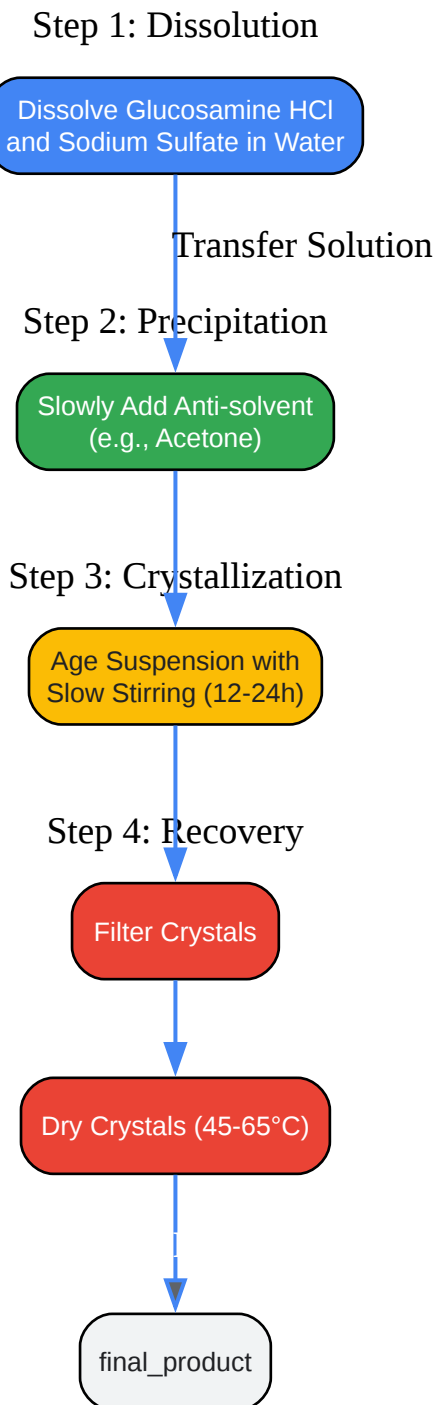 Step 1: Dissolution
Dissolve Glucosamine HCl
and Sodium Sulfate in Water
Transfer Solution
Step 2: Precipitation
Slowly Add Anti-solvent
(e.g., Acetone)
Step 3: Crystallization
Age Suspension with
Slow Stirring (12-24h)
Step 4: Recovery
Filter Crystals
Dry Crystals (45-65°C)
final_product